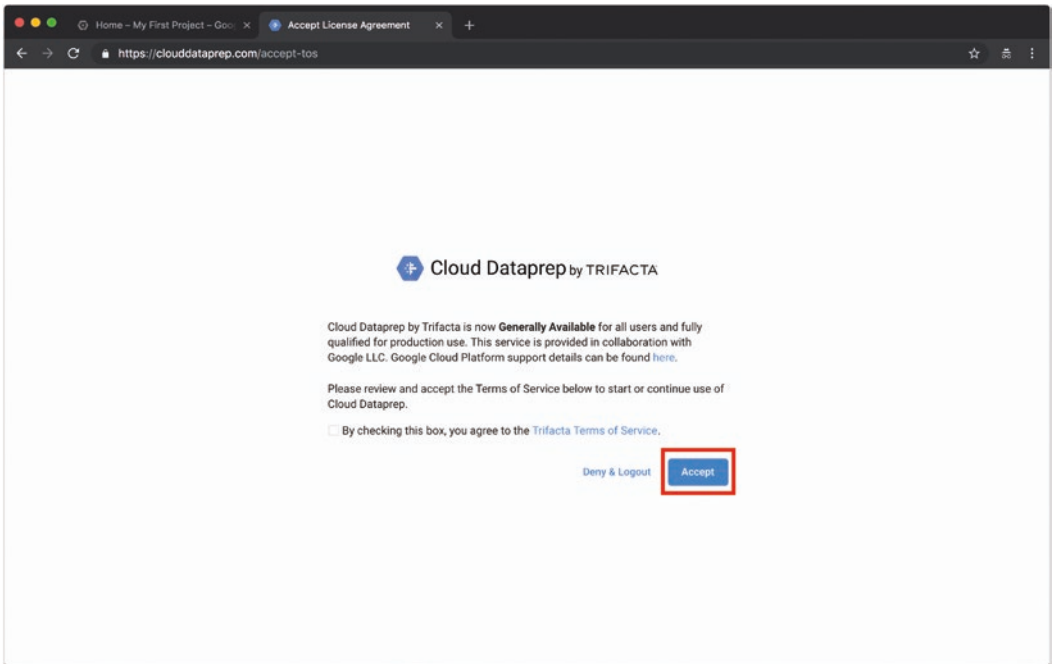 Home – My First Project – Goo
Accept License Agreement
https://clouddataprep.com/accept-tos
Cloud Dataprep by TRIFACTA
Cloud Dataprep by Trifacta is now Generally Available for all users and fully
qualified for production use. This service is provided in collaboration with
Google LLC. Google Cloud Platform support details can be found here.
Please review and accept the Terms of Service below to start or continue use of
Cloud Dataprep.
By checking this box, you agree to the Trifacta Terms of Service.
Deny & Logout
Accept